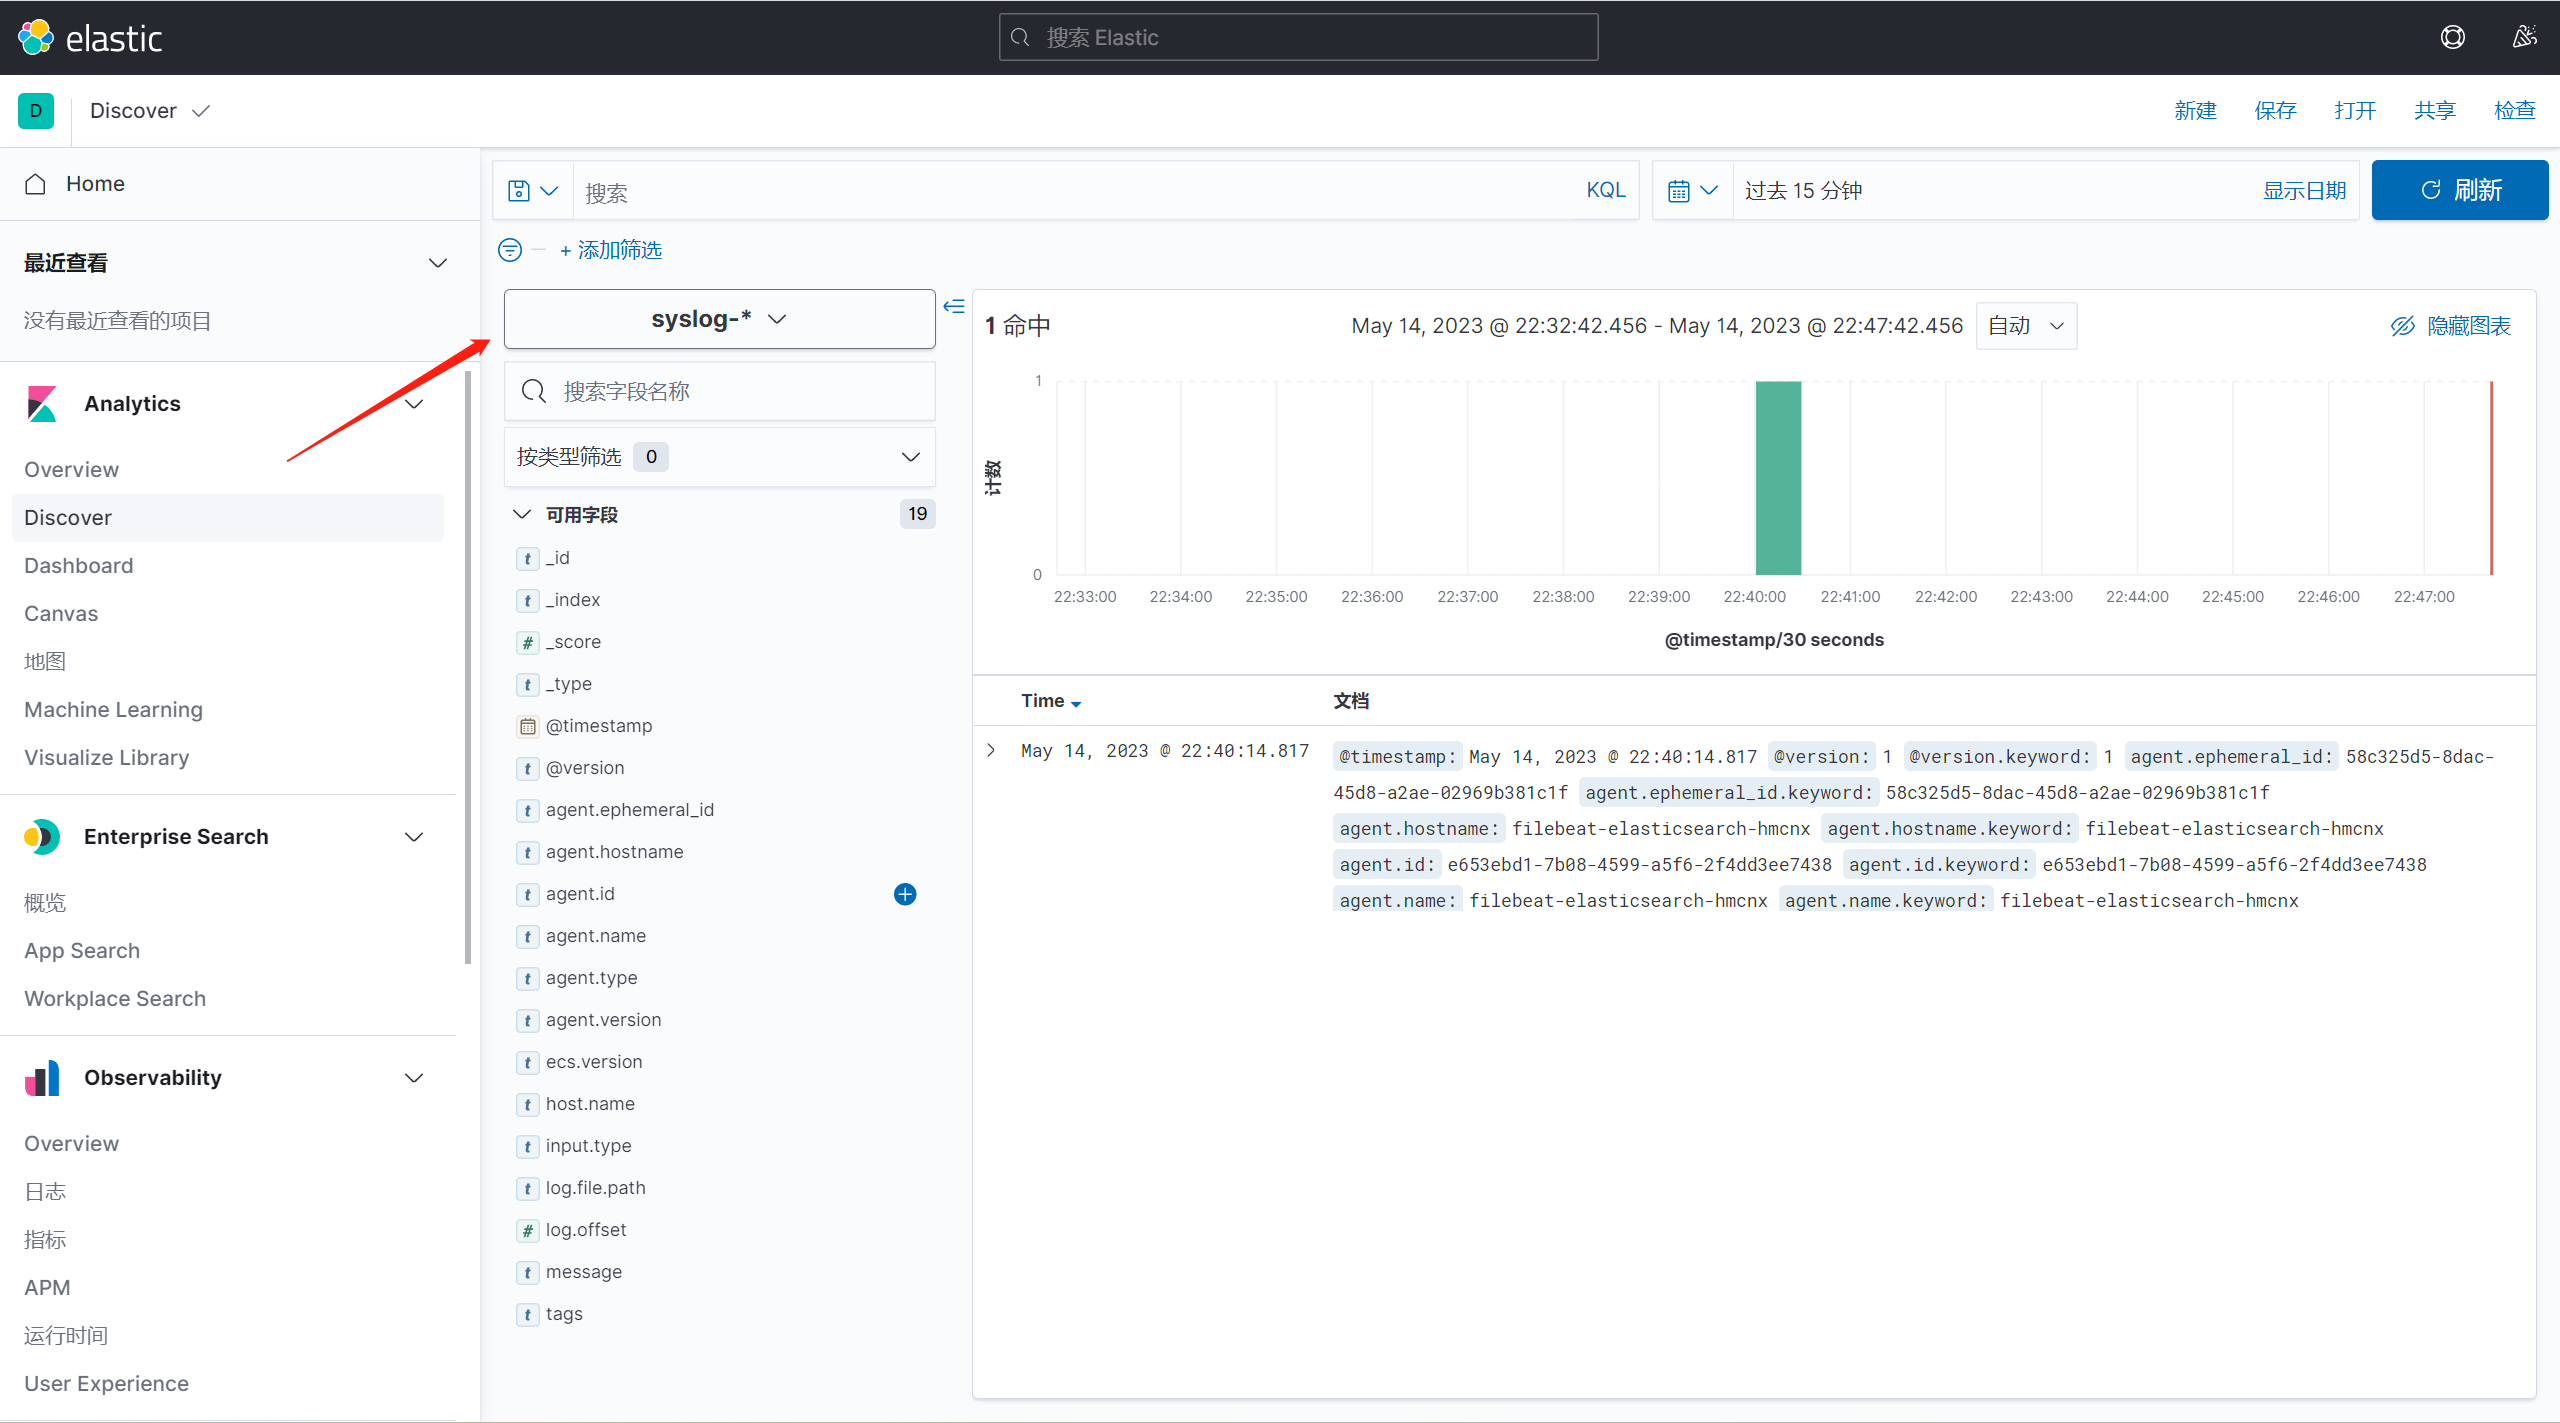 elastic
搜索 Elastic
D
Discover
新建
保存
打开
共享
检查
Home
最近查看
没有最近查看的项目
Analytics
Overview
Discover
Dashboard
Canvas
地图
Machine Learning
Visualize Library
Enterprise Search
概览
App Search
Workplace Search
Observability
Overview
日志
指标
APM
运行时间
User Experience
搜索
KQL
过去 15 分钟
显示日期
刷新
+ 添加筛选
syslog-*
搜索字段名称
按类型筛选 0
可用字段 19
t _id
t _index
# _score
t _type
@timestamp
t @version
t agent.ephemeral_id
t agent.hostname
t agent.id
t agent.name
t agent.type
t agent.version
t ecs.version
t host.name
t input.type
t log.file.path
# log.offset
t message
t tags
1 命中
May 14, 2023 @ 22:32:42.456 - May 14, 2023 @ 22:47:42.456
自动
隐藏图表
计数
1
0
22:33:00 22:34:00 22:35:00 22:36:00 22:37:00 22:38:00 22:39:00 22:40:00 22:41:00 22:42:00 22:43:00 22:44:00 22:45:00 22:46:00 22:47:00
@timestamp/30 seconds
Time 文档
May 14, 2023 @ 22:40:14.817
@timestamp: May 14, 2023 @ 22:40:14.817 @version: 1 @version.keyword: 1 agent.ephemeral_id: 58c325d5-8dac-
45d8-a2ae-02969b381c1f agent.ephemeral_id.keyword: 58c325d5-8dac-45d8-a2ae-02969b381c1f
agent.hostname: filebeat-elasticsearch-hmcnx agent.hostname.keyword: filebeat-elasticsearch-hmcnx
agent.id: e653ebd1-7b08-4599-a5f6-2f4dd3ee7438 agent.id.keyword: e653ebd1-7b08-4599-a5f6-2f4dd3ee7438
agent.name: filebeat-elasticsearch-hmcnx agent.name.keyword: filebeat-elasticsearch-hmcnx